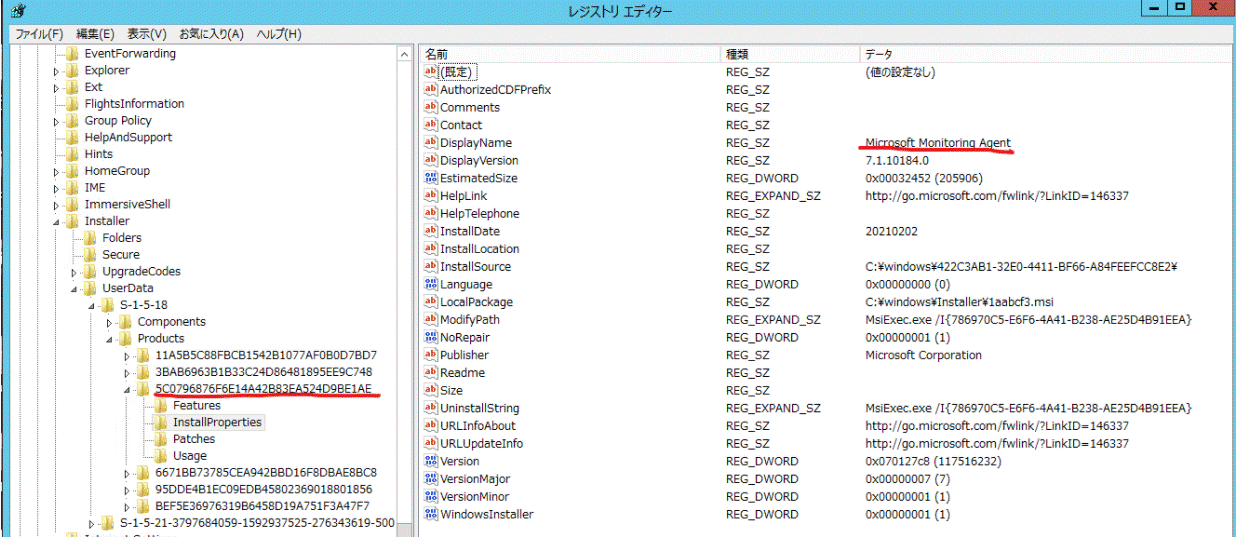 レジストリ エディター
ファイル(F) 編集(E) 表示(V) お気に入り(A) ヘルプ(H)
EventForwarding
Explorer
Ext
FlightsInformation
Group Policy
HelpAndSupport
Hints
HomeGroup
IME
ImmersiveShell
Installer
Folders
Secure
UpgradeCodes
UserData
S-1-5-18
Components
Products
11A5B5C88FBCB1542B1077AF0B0D7BD7
3BAB6963B1B33C24D86481895EE9C748
5C0796876F6E14A42B83EA524D9BE1AE
Features
InstallProperties
Patches
Usage
6671BB73785CEA942BBD16F8DBAE8BC8
95DDE4B1EC09EDB45802369018801856
BEF5E36976319B6458D19A751F3A47F7
S-1-5-21-3797684059-1592937525-276343619-500
名前 種類 データ
(既定) REG_SZ (値の設定なし)
AuthorizedCDFPrefix REG_SZ
Comments REG_SZ
Contact REG_SZ
DisplayName REG_SZ Microsoft Monitoring Agent
DisplayVersion REG_SZ 7.1.10184.0
EstimatedSize REG_DWORD 0x00032452 (205906)
HelpLink REG_EXPAND_SZ http://go.microsoft.com/fwlink/?LinkID=146337
HelpTelephone REG_SZ
InstallDate REG_SZ 20210202
InstallLocation REG_SZ
InstallSource REG_SZ C:¥windows¥422C3AB1-32E0-4411-BF66-A84FEEFCC8E2¥
Language REG_DWORD 0x00000000 (0)
LocalPackage REG_SZ C:¥windows¥Installer¥1aabcf3.msi
ModifyPath REG_EXPAND_SZ MsiExec.exe /I{786970C5-E6F6-4A41-B238-AE25D4B91EEA}
NoRepair REG_DWORD 0x00000001 (1)
Publisher REG_SZ Microsoft Corporation
Readme REG_SZ
Size REG_SZ
UninstallString REG_EXPAND_SZ MsiExec.exe /I{786970C5-E6F6-4A41-B238-AE25D4B91EEA}
URLInfoAbout REG_SZ http://go.microsoft.com/fwlink/?LinkID=146337
URLUpdateInfo REG_SZ http://go.microsoft.com/fwlink/?LinkID=146337
Version REG_DWORD 0x070127c8 (117516232)
VersionMajor REG_DWORD 0x00000007 (7)
VersionMinor REG_DWORD 0x00000001 (1)
WindowsInstaller REG_DWORD 0x00000001 (1)